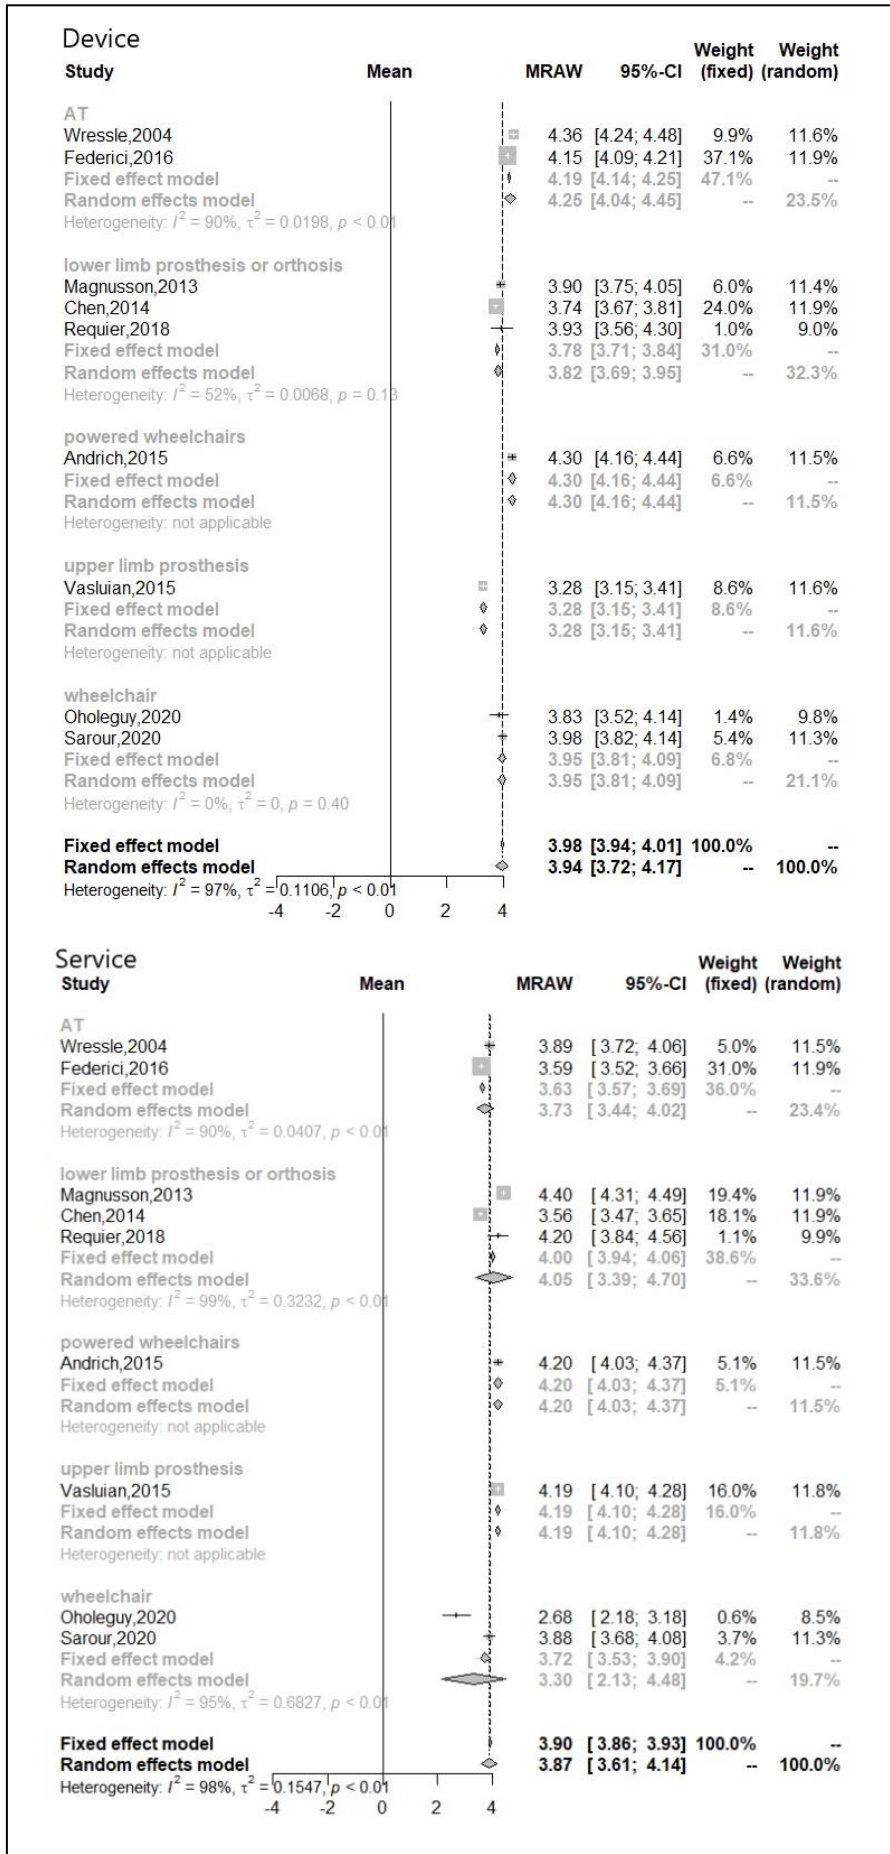 Device
Weight Weight
Study Mean MRAW 95%-CI (fixed) (random)
AT
Wressle,2004 4.36 [4.24; 4.48] 9.9% 11.6%
Federici,2016 4.15 [4.09; 4.21] 37.1% 11.9%
Fixed effect model 4.19 [4.14; 4.25] 47.1% --
Random effects model 4.25 [4.04; 4.45] -- 23.5%
Heterogeneity: I² = 90%, τ² = 0.0198, p < 0.01
lower limb prosthesis or orthosis
Magnusson,2013 3.90 [3.75; 4.05] 6.0% 11.4%
Chen,2014 3.74 [3.67; 3.81] 24.0% 11.9%
Requier,2018 3.93 [3.56; 4.30] 1.0% 9.0%
Fixed effect model 3.78 [3.71; 3.84] 31.0% --
Random effects model 3.82 [3.69; 3.95] -- 32.3%
Heterogeneity: I² = 52%, τ² = 0.0068, p = 0.13
powered wheelchairs
Andrich,2015 4.30 [4.16; 4.44] 6.6% 11.5%
Fixed effect model 4.30 [4.16; 4.44] 6.6% --
Random effects model 4.30 [4.16; 4.44] -- 11.5%
Heterogeneity: not applicable
upper limb prosthesis
Vasluian,2015 3.28 [3.15; 3.41] 8.6% 11.6%
Fixed effect model 3.28 [3.15; 3.41] 8.6% --
Random effects model 3.28 [3.15; 3.41] -- 11.6%
Heterogeneity: not applicable
wheelchair
Oholeguy,2020 3.83 [3.52; 4.14] 1.4% 9.8%
Sarour,2020 3.98 [3.82; 4.14] 5.4% 11.3%
Fixed effect model 3.95 [3.81; 4.09] 6.8% --
Random effects model 3.95 [3.81; 4.09] -- 21.1%
Heterogeneity: I² = 0%, τ² = 0, p = 0.40
Fixed effect model 3.98 [3.94; 4.01] 100.0% --
Random effects model 3.94 [3.72; 4.17] -- 100.0%
Heterogeneity: I² = 97%, τ² = 0.1106, p < 0.01
-4 -2 0 2 4
Service
Weight Weight
Study Mean MRAW 95%-CI (fixed) (random)
AT
Wressle,2004 3.89 [ 3.72; 4.06] 5.0% 11.5%
Federici,2016 3.59 [ 3.52; 3.66] 31.0% 11.9%
Fixed effect model 3.63 [ 3.57; 3.69] 36.0% --
Random effects model 3.73 [ 3.44; 4.02] -- 23.4%
Heterogeneity: I² = 90%, τ² = 0.0407, p < 0.01
lower limb prosthesis or orthosis
Magnusson,2013 4.40 [ 4.31; 4.49] 19.4% 11.9%
Chen,2014 3.56 [ 3.47; 3.65] 18.1% 11.9%
Requier,2018 4.20 [ 3.84; 4.56] 1.1% 9.9%
Fixed effect model 4.00 [ 3.94; 4.06] 38.6% --
Random effects model 4.05 [ 3.39; 4.70] -- 33.6%
Heterogeneity: I² = 99%, τ² = 0.3232, p < 0.01
powered wheelchairs
Andrich,2015 4.20 [ 4.03; 4.37] 5.1% 11.5%
Fixed effect model 4.20 [ 4.03; 4.37] 5.1% --
Random effects model 4.20 [ 4.03; 4.37] -- 11.5%
Heterogeneity: not applicable
upper limb prosthesis
Vasluian,2015 4.19 [ 4.10; 4.28] 16.0% 11.8%
Fixed effect model 4.19 [ 4.10; 4.28] 16.0% --
Random effects model 4.19 [ 4.10; 4.28] -- 11.8%
Heterogeneity: not applicable
wheelchair
Oholeguy,2020 2.68 [ 2.18; 3.18] 0.6% 8.5%
Sarour,2020 3.88 [ 3.68; 4.08] 3.7% 11.3%
Fixed effect model 3.72 [ 3.53; 3.90] 4.2% --
Random effects model 3.30 [ 2.13; 4.48] -- 19.7%
Heterogeneity: I² = 95%, τ² = 0.6827, p < 0.01
Fixed effect model 3.90 [ 3.86; 3.93] 100.0% --
Random effects model 3.87 [ 3.61; 4.14] -- 100.0%
Heterogeneity: I² = 98%, τ² = 0.1547, p < 0.01
-4 -2 0 2 4